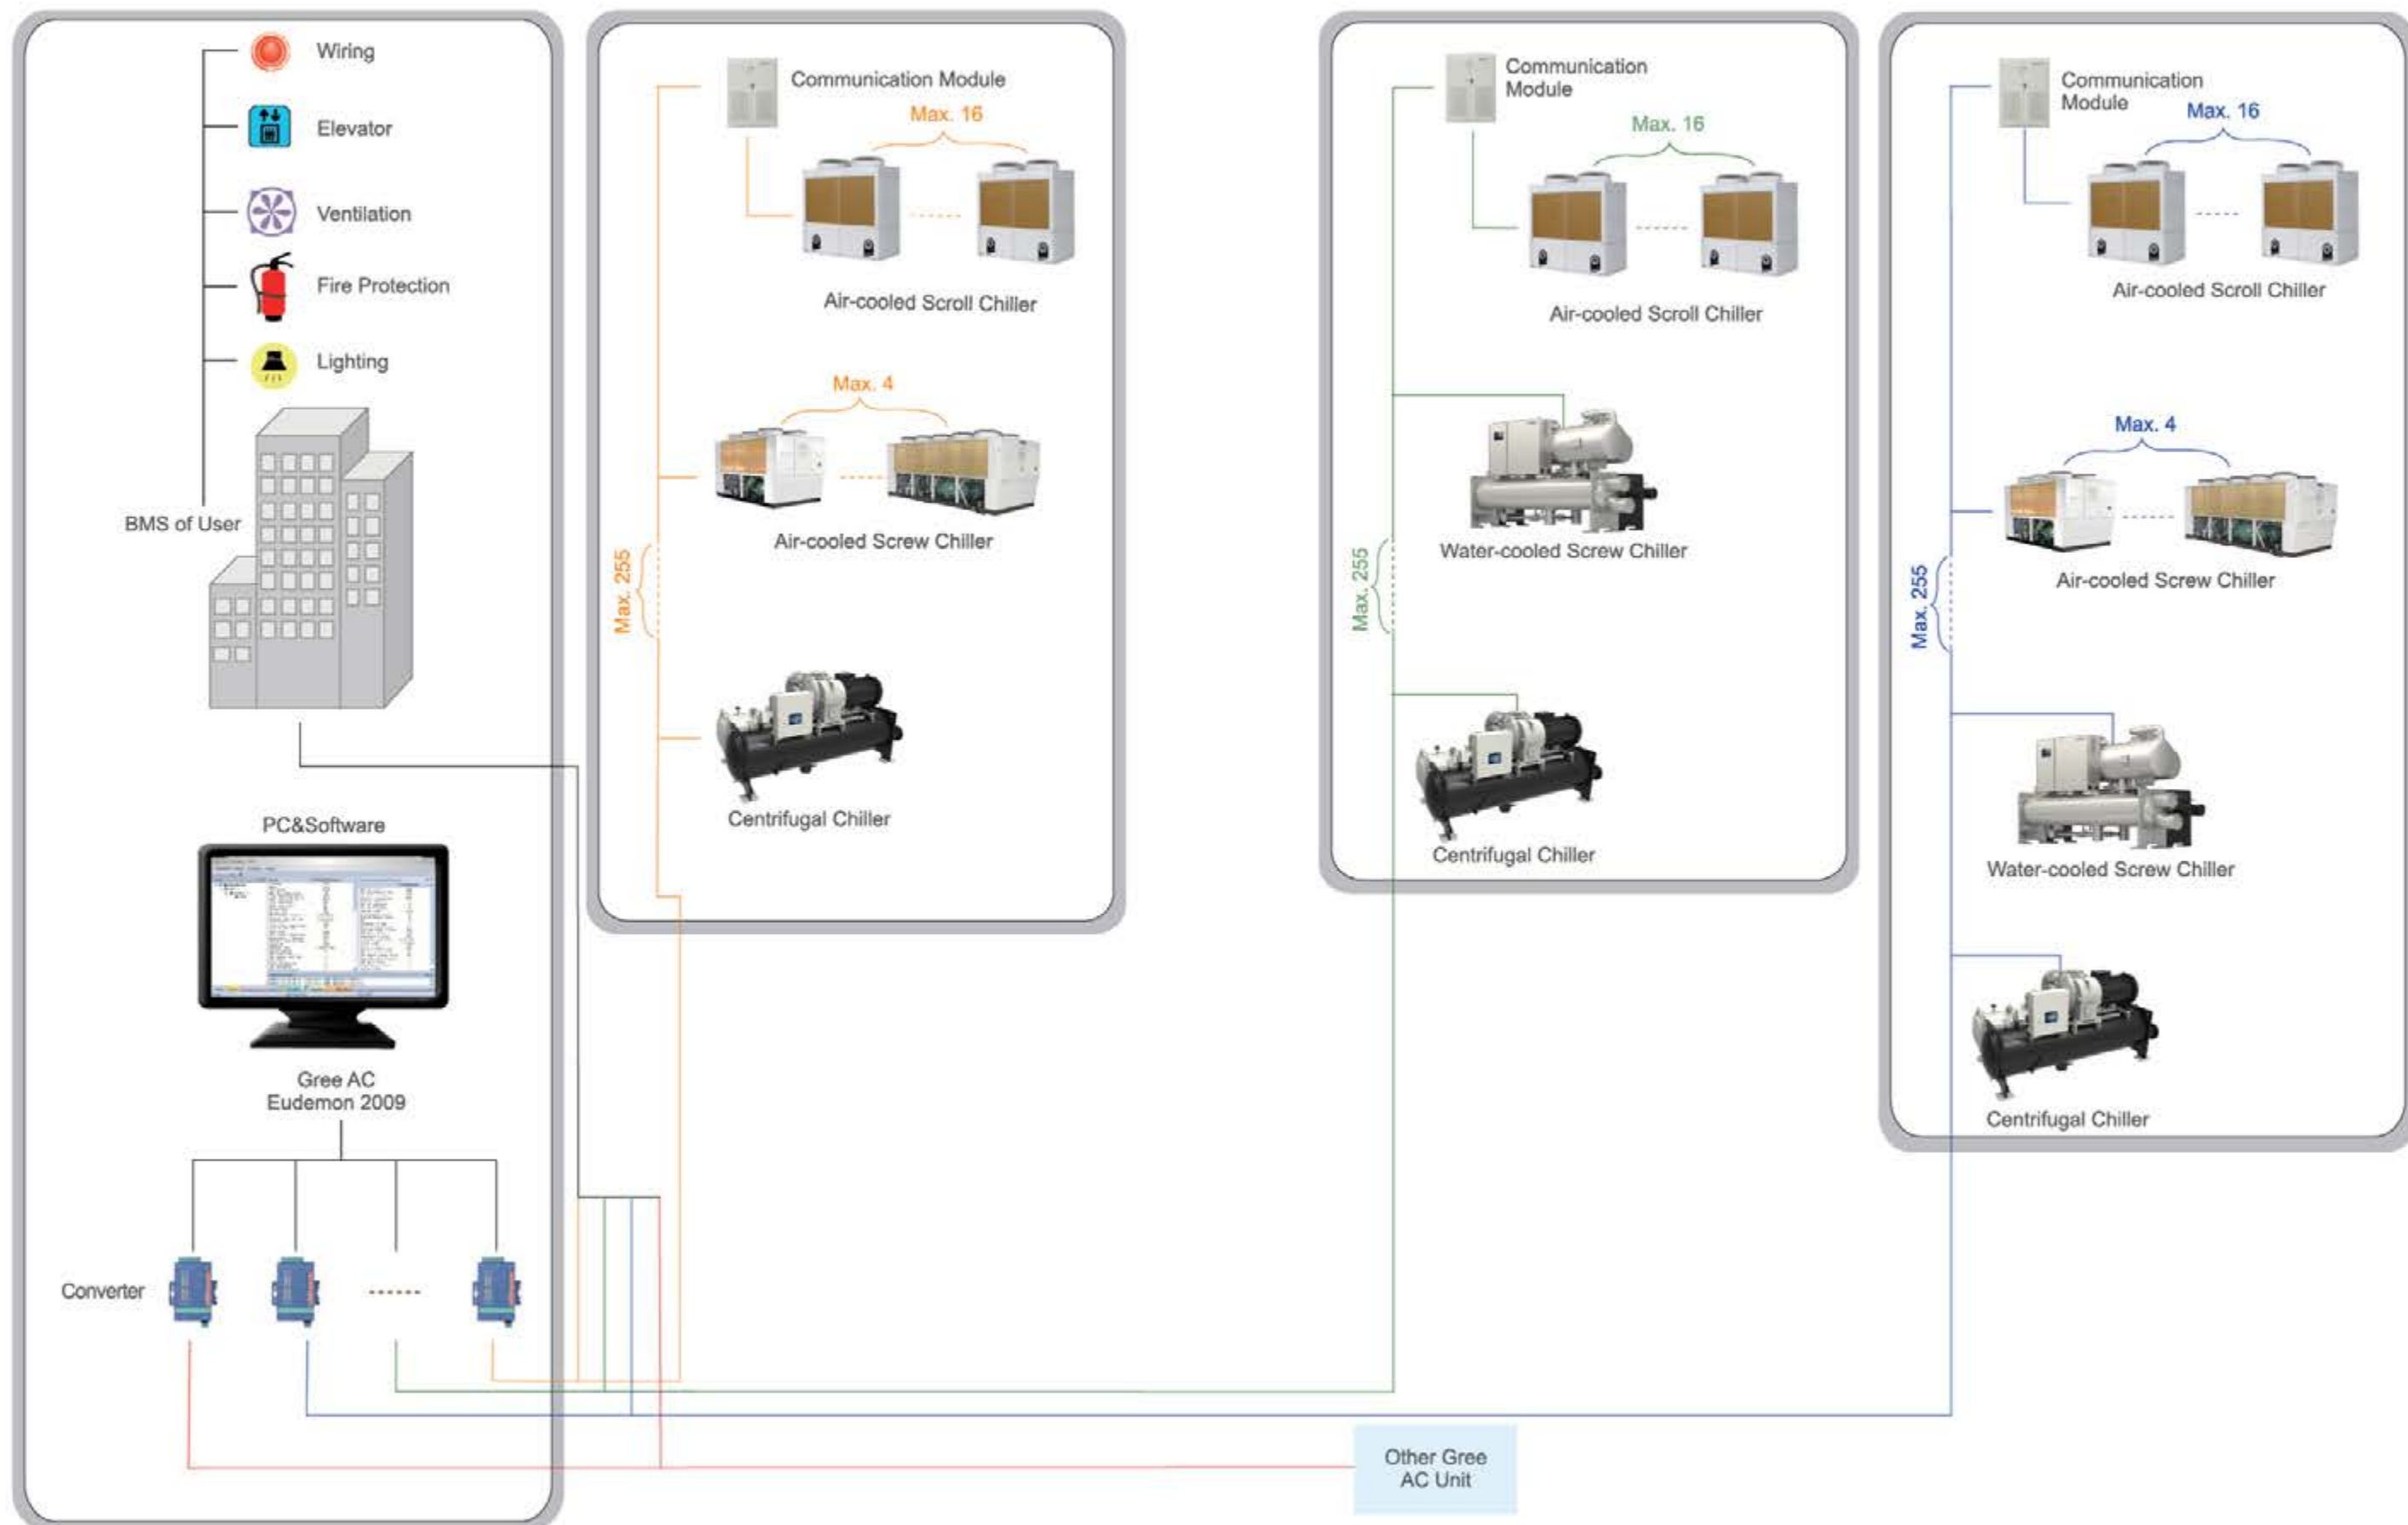 Wiring
Elevator
Ventilation
Fire Protection
Lighting
BMS of User
PC&Software
Gree AC
Eudemon 2009
Converter
Communication Module
Max. 16
Air-cooled Scroll Chiller
Max. 4
Air-cooled Screw Chiller
Max. 255
Centrifugal Chiller
Communication
Module
Max. 16
Air-cooled Scroll Chiller
Water-cooled Screw Chiller
Max. 255
Centrifugal Chiller
Communication
Module
Max. 16
Air-cooled Scroll Chiller
Max. 4
Air-cooled Screw Chiller
Max. 255
Water-cooled Screw Chiller
Centrifugal Chiller
Other Gree
AC Unit